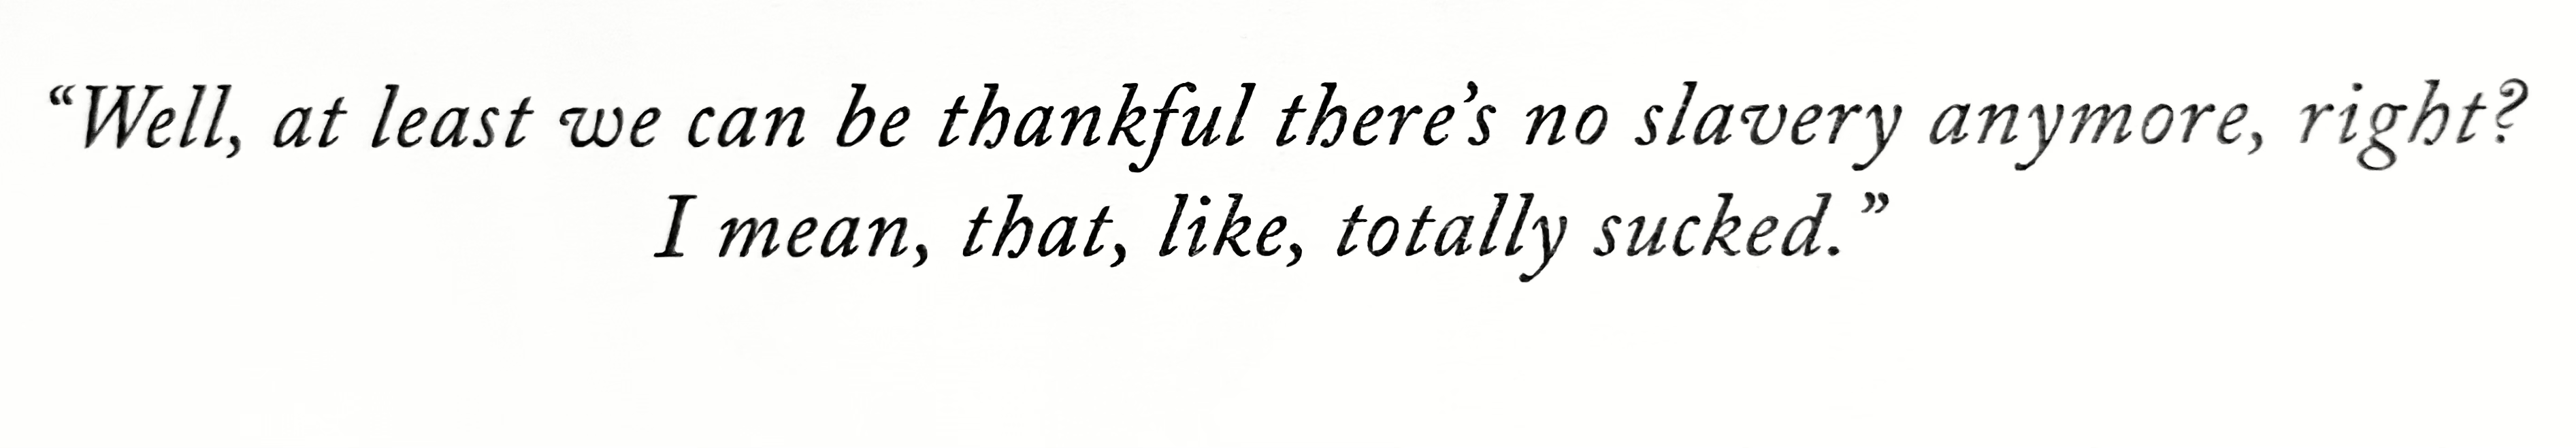 “Well, at least we can be thankful there’s no slavery anymore, right?
I mean, that, like, totally sucked.”